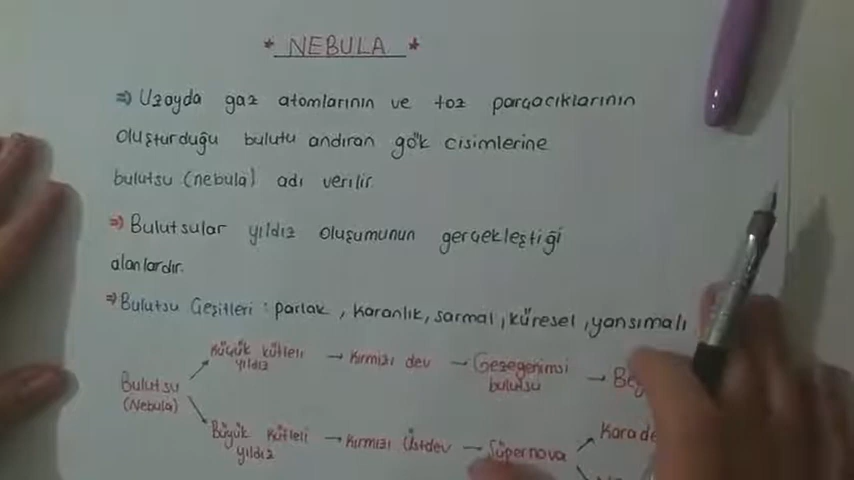 * NEBULA *
⇒ Uzayda gaz atomlarının ve toz parçacıklarının
oluşturduğu bulutu andıran gök cisimlerine
bulutsu (nebula) adı verilir.
⇒ Bulutsular yıldız oluşumunun gerçekleştiği
alanlardır.
⇒ Bulutsu Çeşitleri : parlak, karanlık, sarmal, küresel, yansımalı
Bulutsu
(Nebula)
Küçük kütleli
yıldız
→ Kırmızı dev → Gezegenimsi
bulutsu
→
Büyük kütleli
yıldız
→ Kırmızı Üstdev → Süpernova
Kara